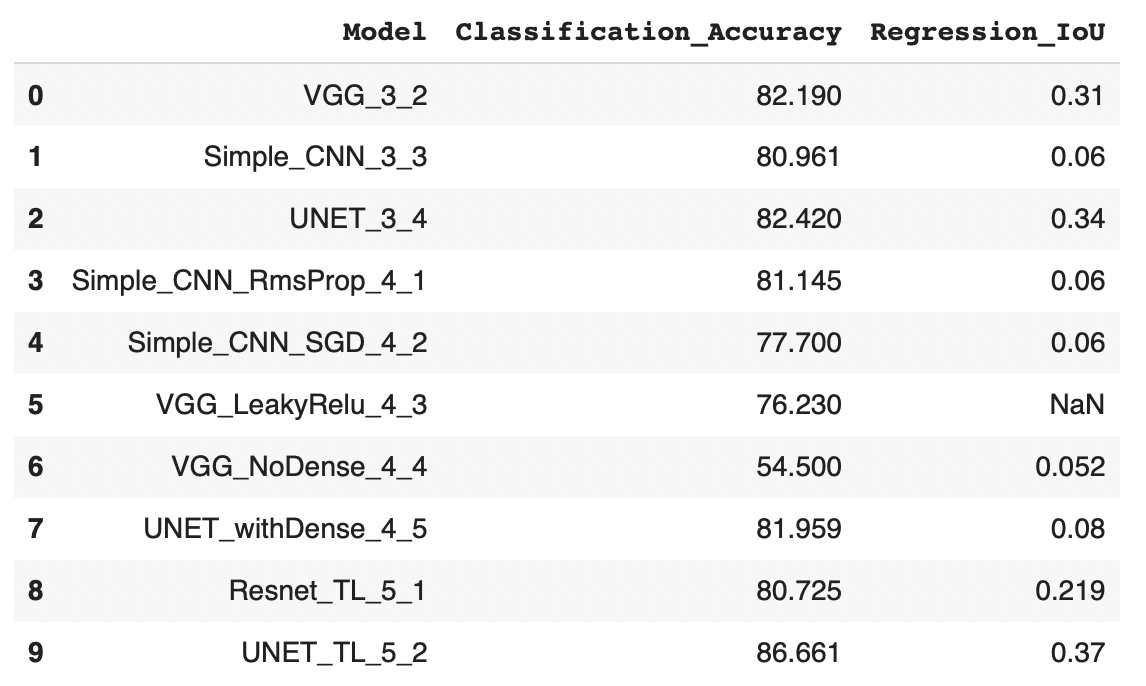 Model Classification_Accuracy Regression_IoU
0 VGG_3_2 82.190 0.31
1 Simple_CNN_3_3 80.961 0.06
2 UNET_3_4 82.420 0.34
3 Simple_CNN_RmsProp_4_1 81.145 0.06
4 Simple_CNN_SGD_4_2 77.700 0.06
5 VGG_LeakyRelu_4_3 76.230 NaN
6 VGG_NoDense_4_4 54.500 0.052
7 UNET_withDense_4_5 81.959 0.08
8 Resnet_TL_5_1 80.725 0.219
9 UNET_TL_5_2 86.661 0.37